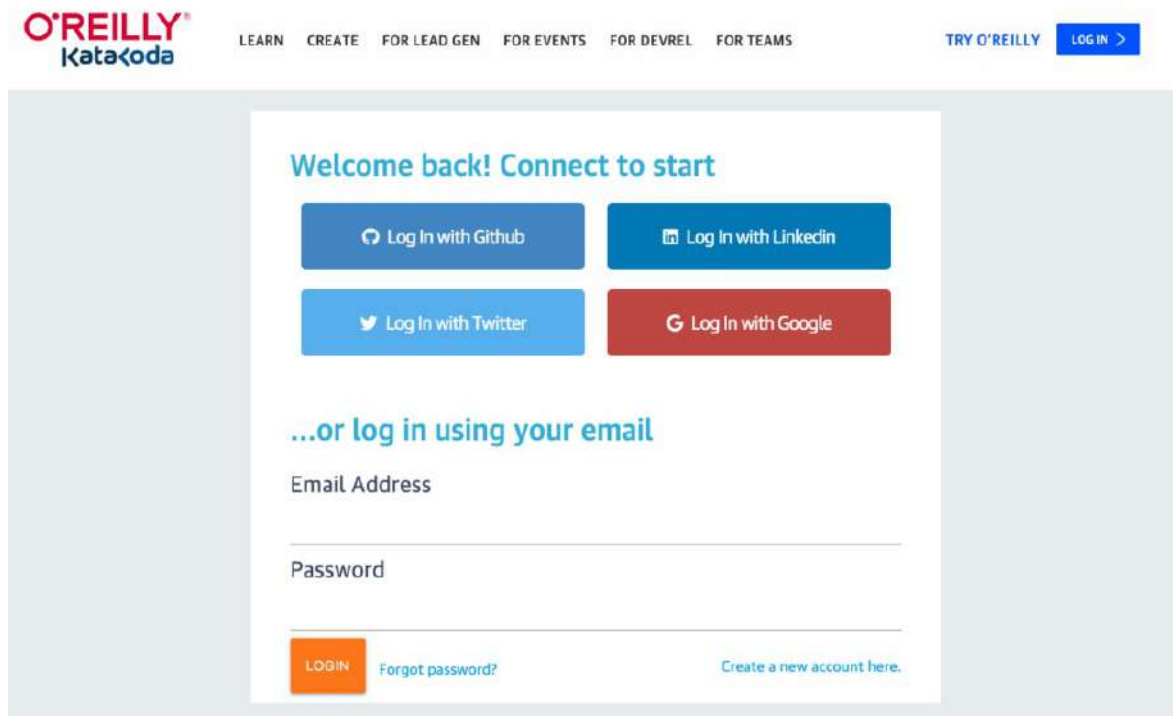 O'REILLY®
Katacoda
LEARN CREATE FOR LEAD GEN FOR EVENTS FOR DEVREL FOR TEAMS TRY O'REILLY LOG IN >
Welcome back! Connect to start
Log In with Github Log In with Linkedin
Log In with Twitter Log In with Google
...or log in using your email
Email Address
Password
LOGIN Forgot password? Create a new account here.